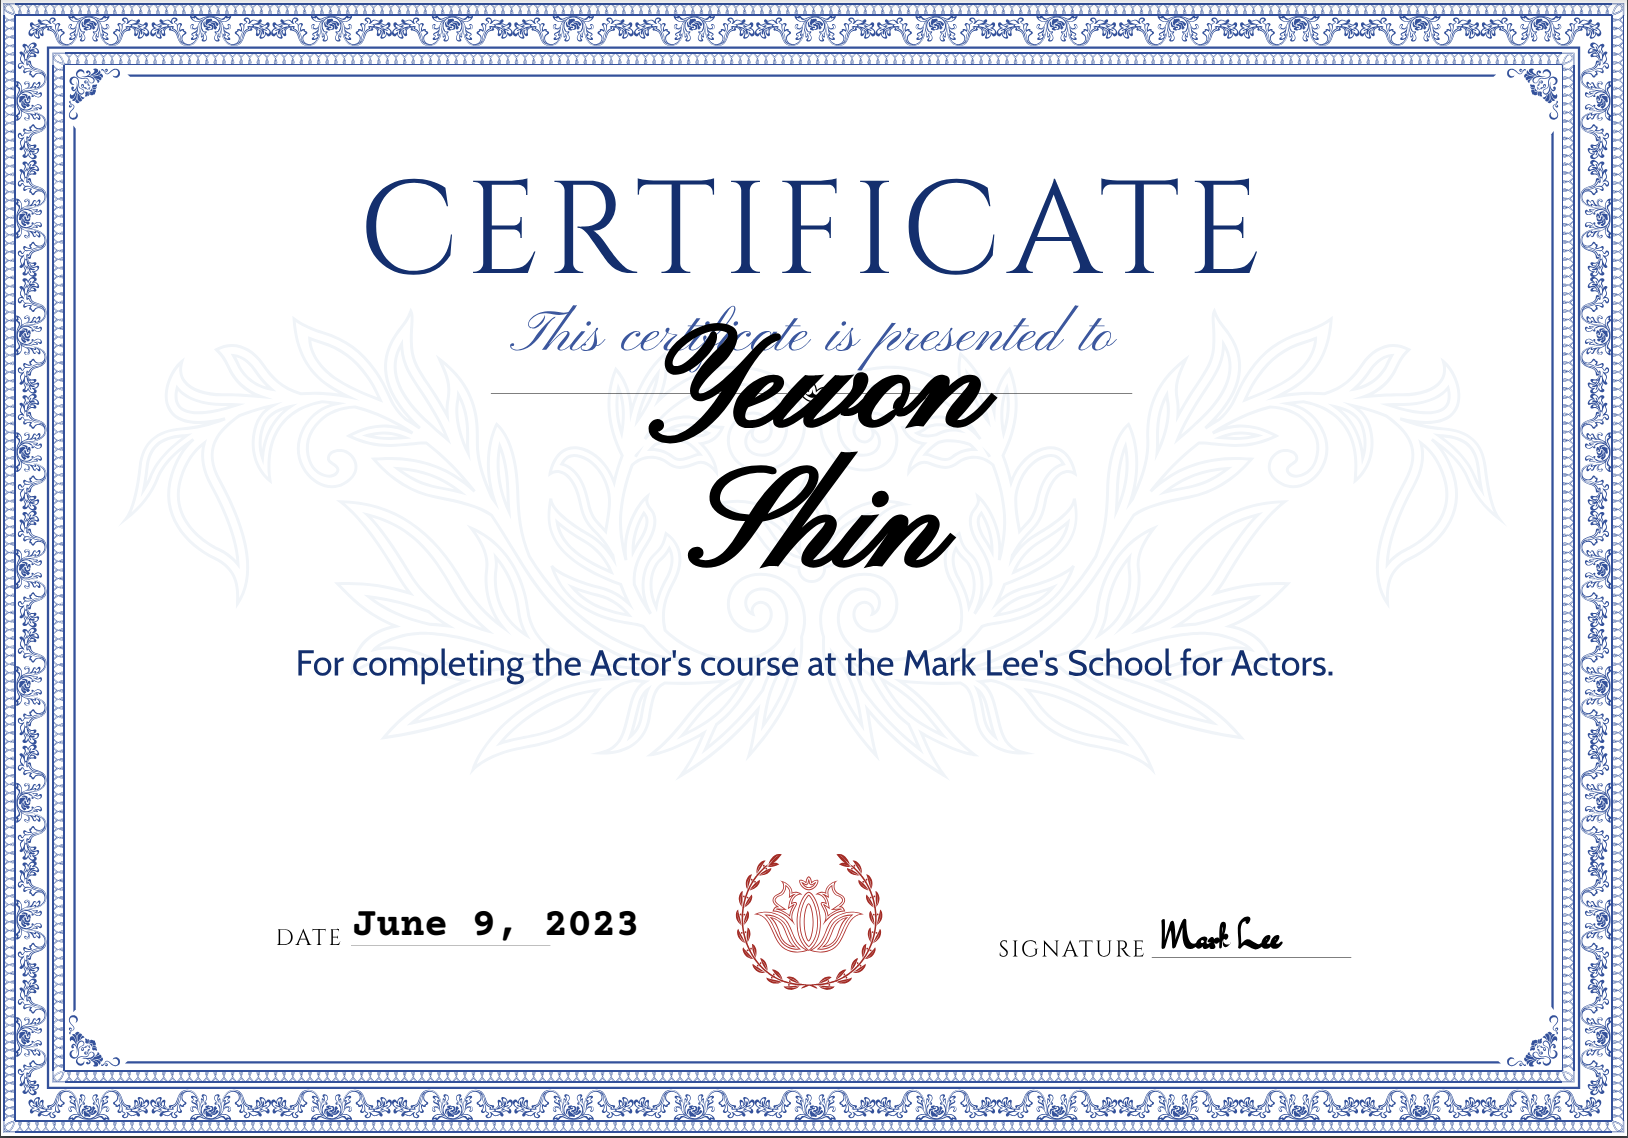 CERTIFICATE
This certificate is presented to
Yewon
Shin
For completing the Actor's course at the Mark Lee's School for Actors.
DATE June 9, 2023
SIGNATURE Mark Lee